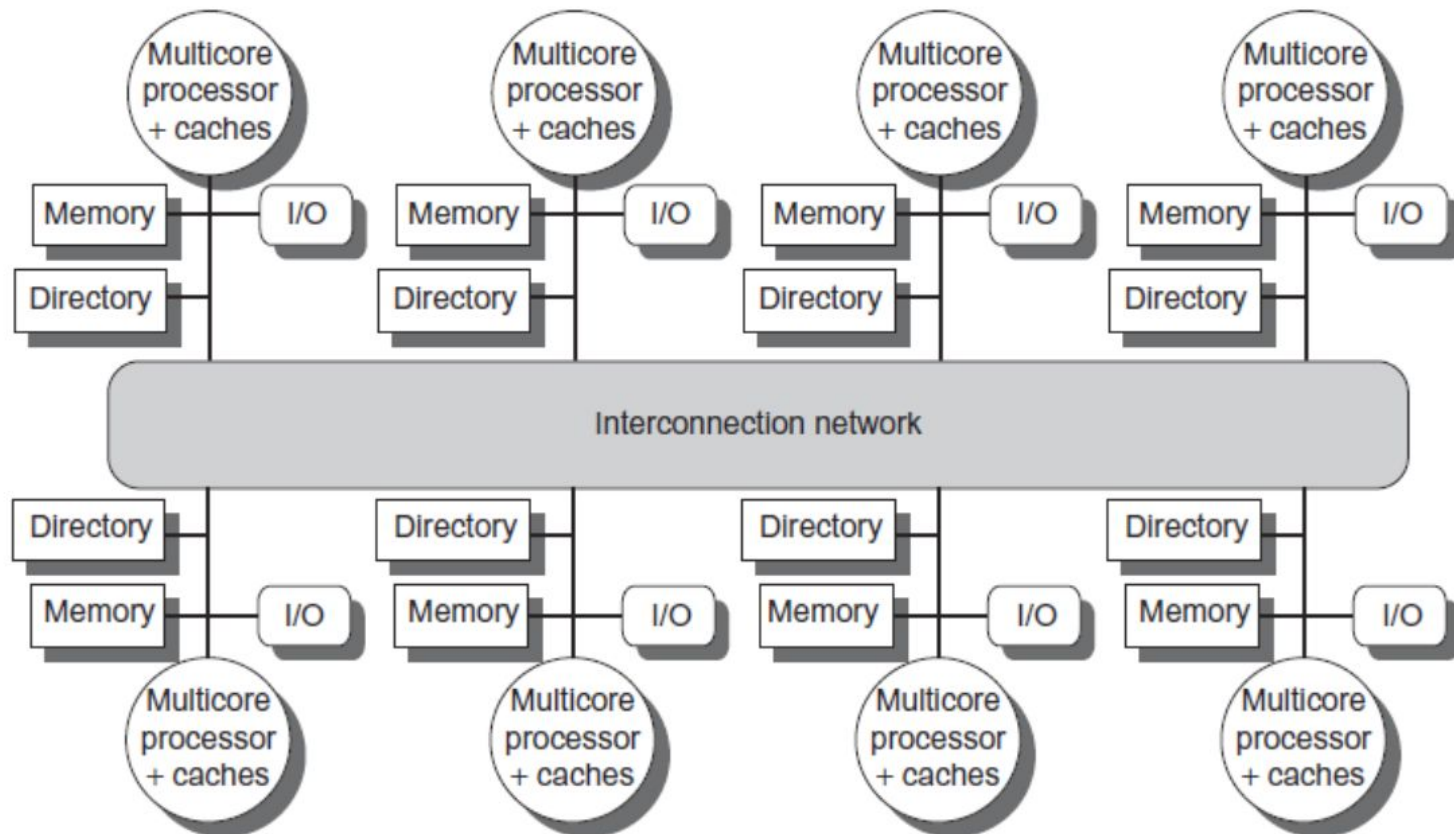 Multicore Multicore Multicore Multicore
processor processor processor processor
+ caches + caches + caches + caches
Memory I/O Memory I/O Memory I/O Memory I/O
Directory Directory Directory Directory
Interconnection network
Directory Directory Directory Directory
Memory I/O Memory I/O Memory I/O Memory I/O
Multicore Multicore Multicore Multicore
processor processor processor processor
+ caches + caches + caches + caches